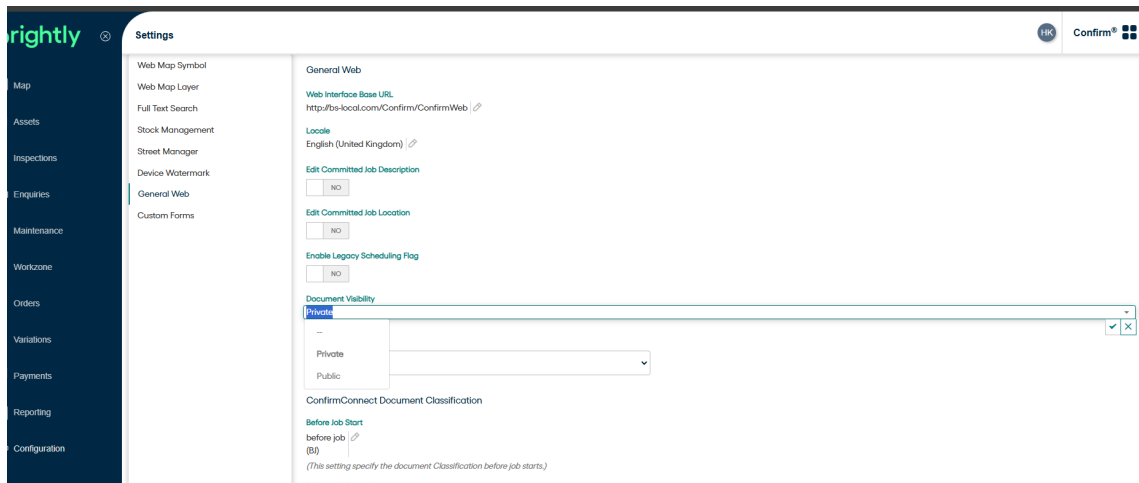 rightly
Settings
HK
Confirm®
Map
Assets
Inspections
Enquiries
Maintenance
Workzone
Orders
Variations
Payments
Reporting
Configuration
Web Map Symbol
Web Map Layer
Full Text Search
Stock Management
Street Manager
Device Watermark
General Web
Custom Forms
General Web
Web Interface Base URL
http://bs-local.com/Confirm/ConfirmWeb
Locale
English (United Kingdom)
Edit Committed Job Description
NO
Edit Committed Job Location
NO
Enable Legacy Scheduling Flag
NO
Document Visibility
Private
--
Private
Public
ConfirmConnect Document Classification
Before Job Start
before job
(BJ)
(This setting specify the document Classification before job starts.)